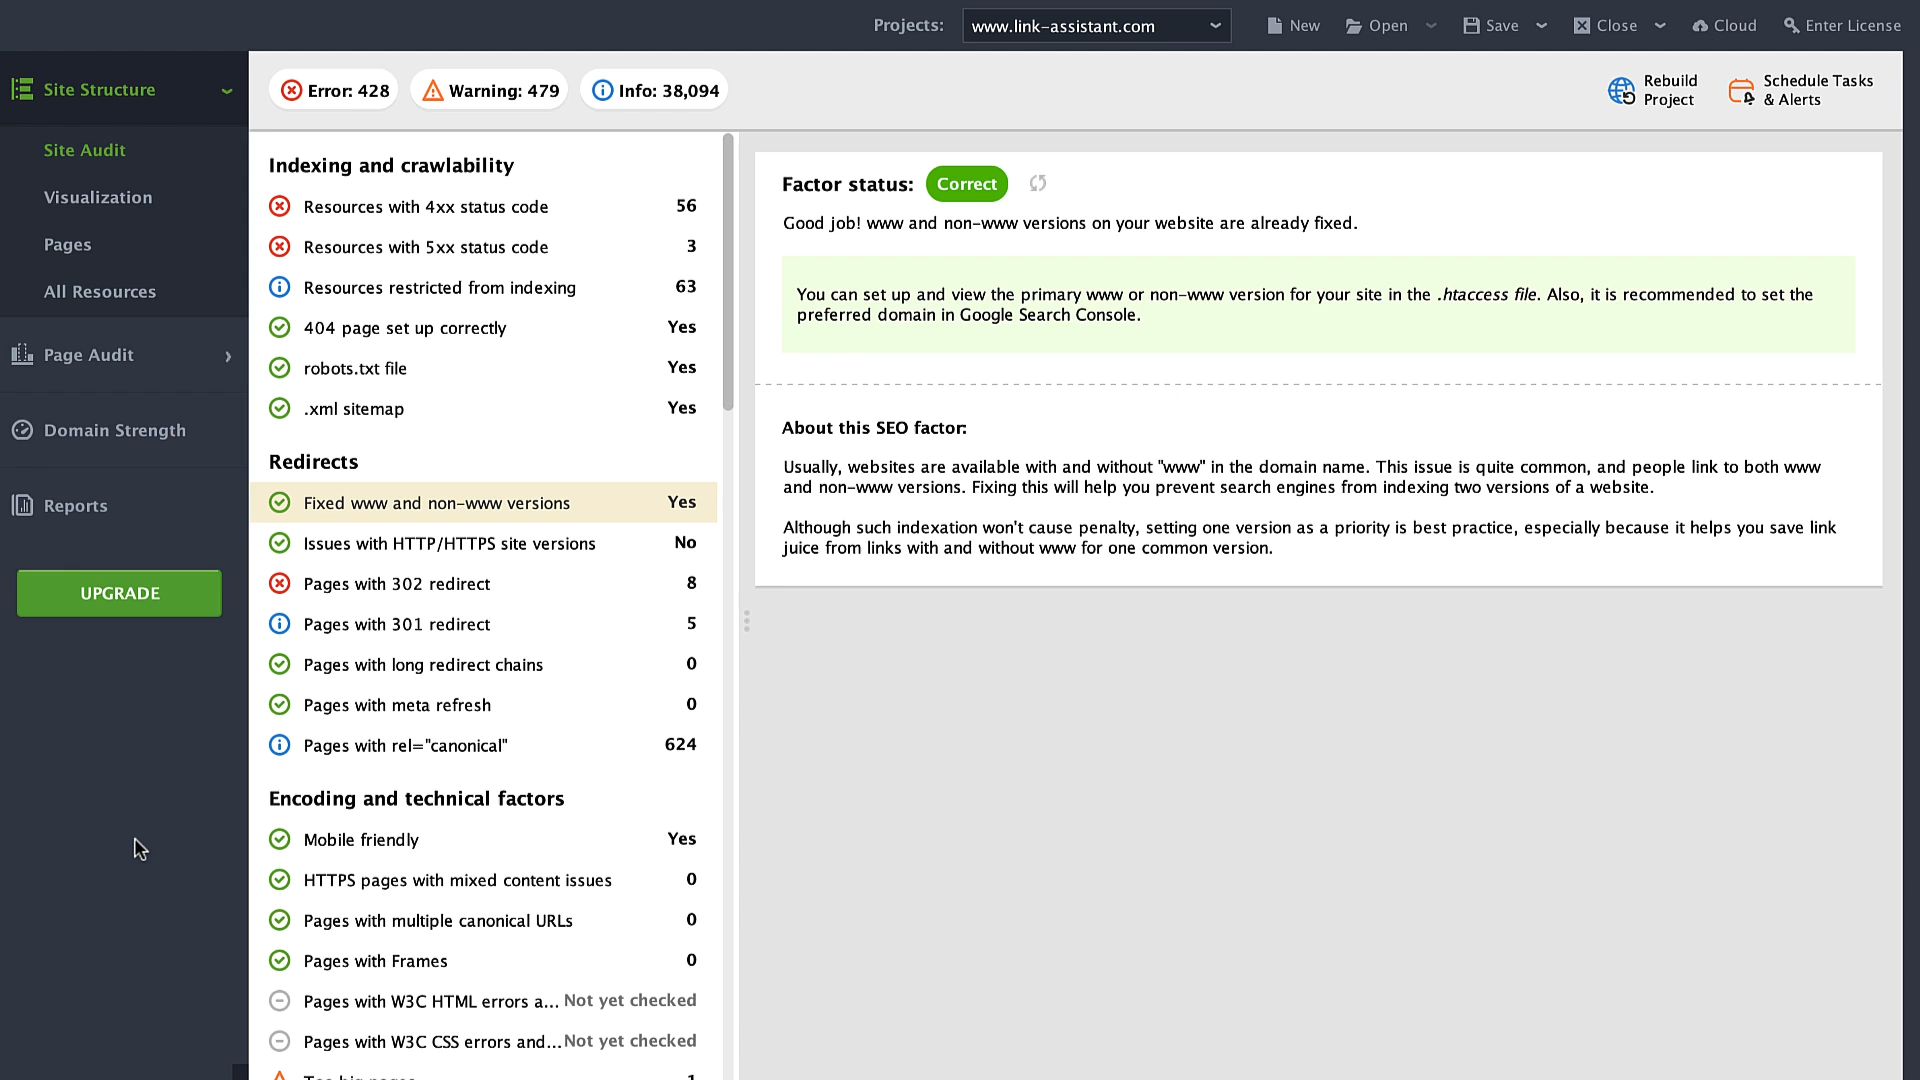 Projects: www.link-assistant.com New Open Save Close Cloud Enter License
Site Structure
Site Audit
Visualization
Pages
All Resources
Page Audit
Domain Strength
Reports
UPGRADE
Error: 428 Warning: 479 Info: 38,094
Rebuild
Project
Schedule Tasks
& Alerts
Indexing and crawlability
Resources with 4xx status code 56
Resources with 5xx status code 3
Resources restricted from indexing 63
404 page set up correctly Yes
robots.txt file Yes
.xml sitemap Yes
Redirects
Fixed www and non-www versions Yes
Issues with HTTP/HTTPS site versions No
Pages with 302 redirect 8
Pages with 301 redirect 5
Pages with long redirect chains 0
Pages with meta refresh 0
Pages with rel="canonical" 624
Encoding and technical factors
Mobile friendly Yes
HTTPS pages with mixed content issues 0
Pages with multiple canonical URLs 0
Pages with Frames 0
Pages with W3C HTML errors a... Not yet checked
Pages with W3C CSS errors and... Not yet checked
Too big pages 1
Factor status: Correct
Good job! www and non-www versions on your website are already fixed.
You can set up and view the primary www or non-www version for your site in the .htaccess file. Also, it is recommended to set the
preferred domain in Google Search Console.
About this SEO factor:
Usually, websites are available with and without "www" in the domain name. This issue is quite common, and people link to both www
and non-www versions. Fixing this will help you prevent search engines from indexing two versions of a website.
Although such indexation won't cause penalty, setting one version as a priority is best practice, especially because it helps you save link
juice from links with and without www for one common version.